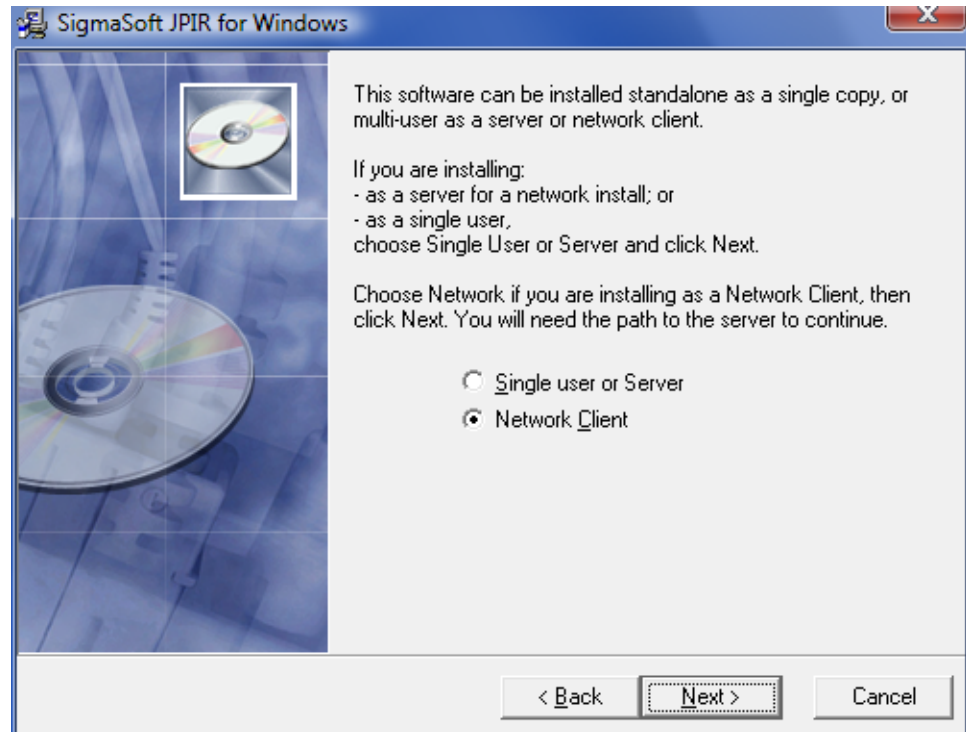 SigmaSoft JPIR for Windows
This software can be installed standalone as a single copy, or
multi-user as a server or network client.
If you are installing:
- as a server for a network install; or
- as a single user,
choose Single User or Server and click Next.
Choose Network if you are installing as a Network Client, then
click Next. You will need the path to the server to continue.
Single user or Server
Network Client
< Back Next > Cancel